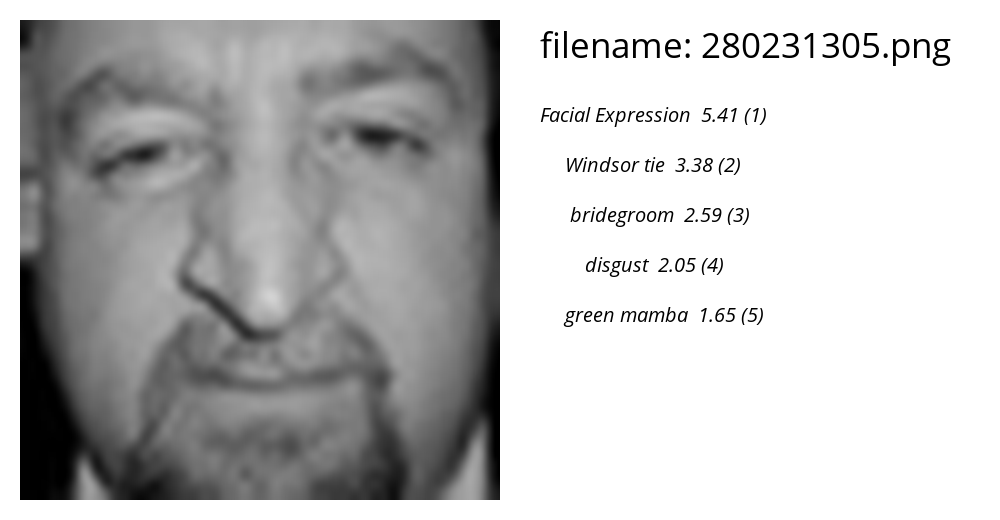 filename: 280231305.png
Facial Expression 5.41 (1)
Windsor tie 3.38 (2)
bridegroom 2.59 (3)
disgust 2.05 (4)
green mamba 1.65 (5)